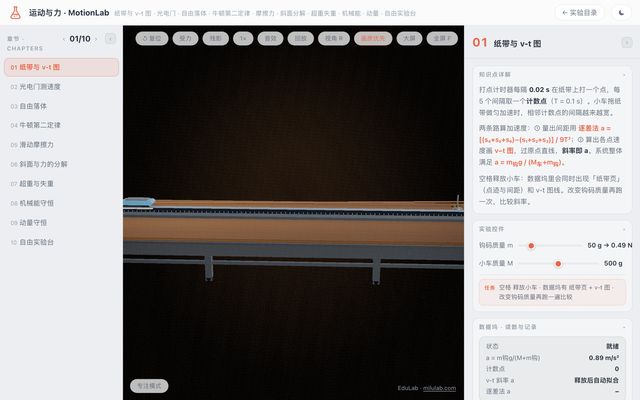 运动与力 · MotionLab
纸带与 v-t 图 · 光电门 · 自由落体 · 牛顿第二定律 · 摩擦力 · 斜面分解 · 超重失重 · 机械能 · 动量 · 自由实验台
← 实验目录
章节 ·
CHAPTERS
01/10
01 纸带与 v-t 图
02 光电门测速度
03 自由落体
04 牛顿第二定律
05 滑动摩擦力
06 斜面与力的分解
07 超重与失重
08 机械能守恒
09 动量守恒
10 自由实验台
量位
受力
残影
1×
音效
回放
视角 R
画质优先
大屏
全屏 F
专注模式
EduLab · milulab.com
01 纸带与 v-t 图
知识点详解
打点计时器每隔 0.02 s 在纸带上打一个点，每
5 个间隔取一个计数点（T = 0.1 s）。小车拖纸
带做匀加速时，相邻计数点的间隔越来越宽。
两条路算加速度：① 量出间距用 逐差法 a =
[(s₄+s₅+s₆)−(s₁+s₂+s₃)] / 9T²；② 算出各点速
度画 v-t 图，过原点直线，斜率即 a。系统整体
满足 a = m钩g / (M车+m钩)。
空格释放小车：数据坞里会同时出现「纸带页」
（点迹与间距）和 v-t 图线。改变钩码质量再跑
一次，比较斜率。
实验控件
钩码质量 m
50 g → 0.49 N
小车质量 M
500 g
任务
空格 释放小车 · 数据坞有 纸带页 + v-t 图 ·
改变钩码质量再跑一遍比较
数据坞 · 读数与记录
状态
就绪
a = m钩g/(M+m钩)
0.89 m/s²
计数点
0
v-t 斜率 a
释放后自动拟合
逐差法 a
–